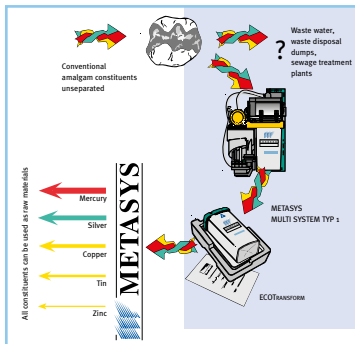 Conventional
amalgam constituents
unseparated
?
Waste water,
waste disposal
dumps,
sewage treatment
plants
METASYS
MULTI SYSTEM TYP 1
ECOTRANSFORM
METASYS
All constituents can be used as raw materials
Mercury
Silver
Copper
Tin
Zinc